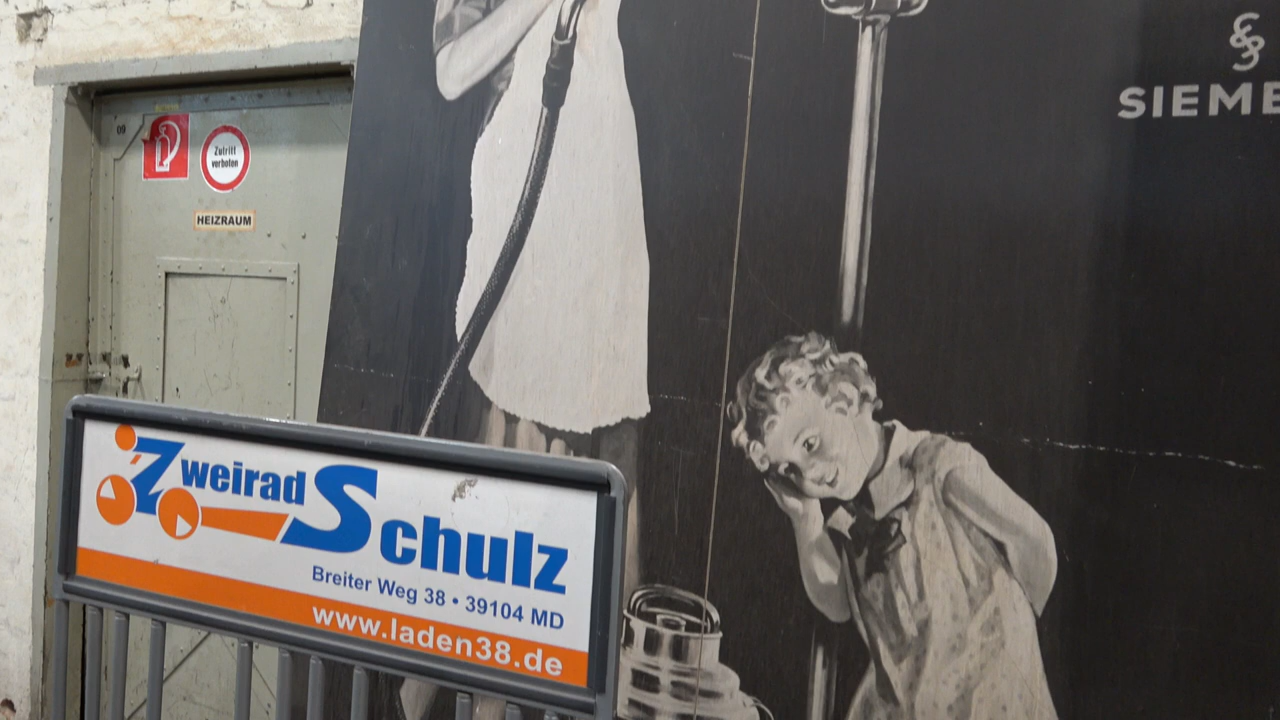 09
Zutritt
verboten
HEIZRAUM
SIEME
Zweirad Schulz
Breiter Weg 38 • 39104 MD
www.laden38.de